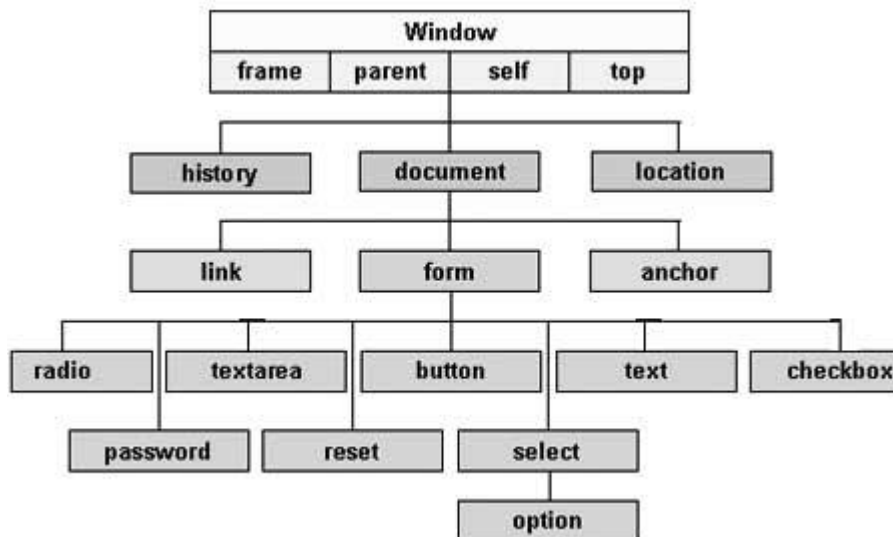 Window
frame parent self top
history document location
link form anchor
radio textarea button text checkbox
password reset select
option